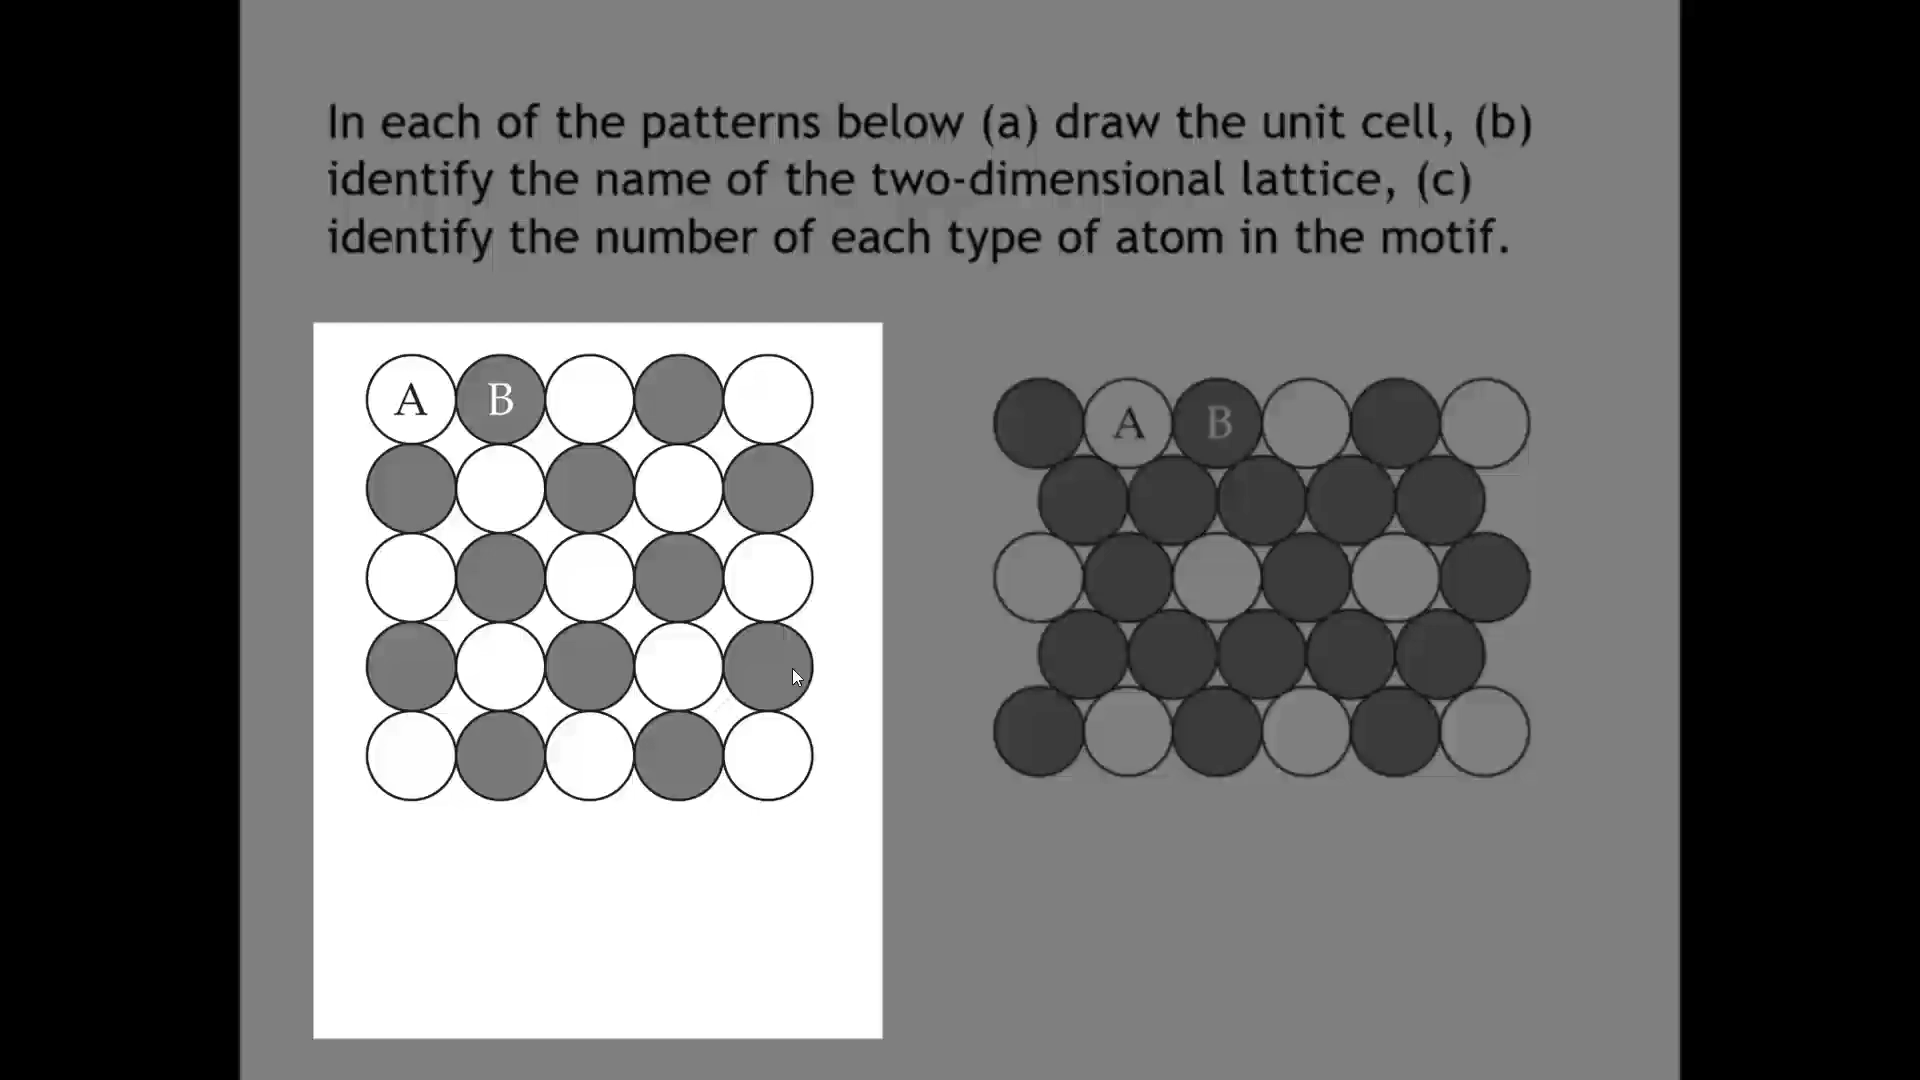 In each of the patterns below (a) draw the unit cell, (b)
identify the name of the two-dimensional lattice, (c)
identify the number of each type of atom in the motif.
A B
A B